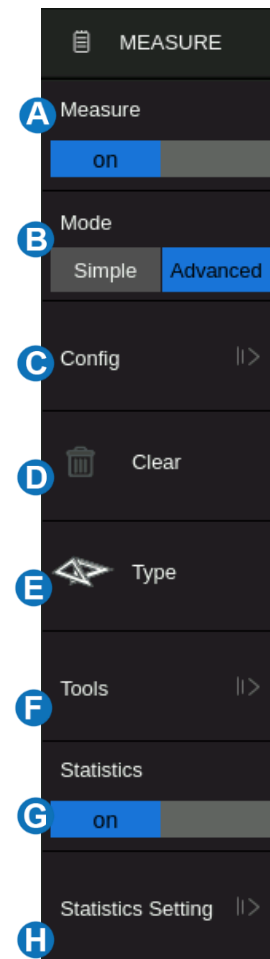 MEASURE
A
Measure
on
B
Mode
Simple Advanced
C
Config
D
Clear
E
Type
F
Tools
Statistics
G
on
Statistics Setting
H